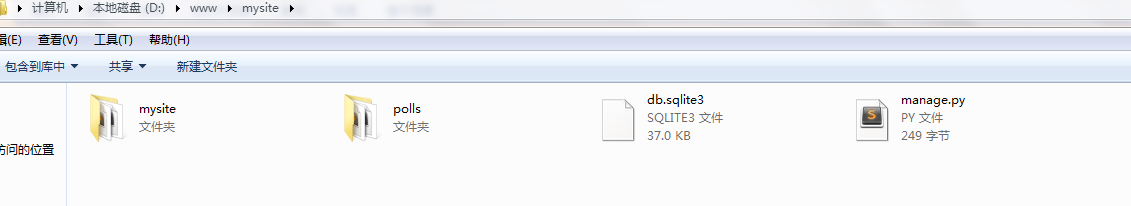 计算机 本地磁盘 (D:) www mysite
辑(E) 查看(V) 工具(T) 帮助(H)
包含到库中 共享 新建文件夹
mysite
文件夹
polls
文件夹
db.sqlite3
SQLITE3 文件
37.0 KB
manage.py
PY 文件
249 字节
访问的位置